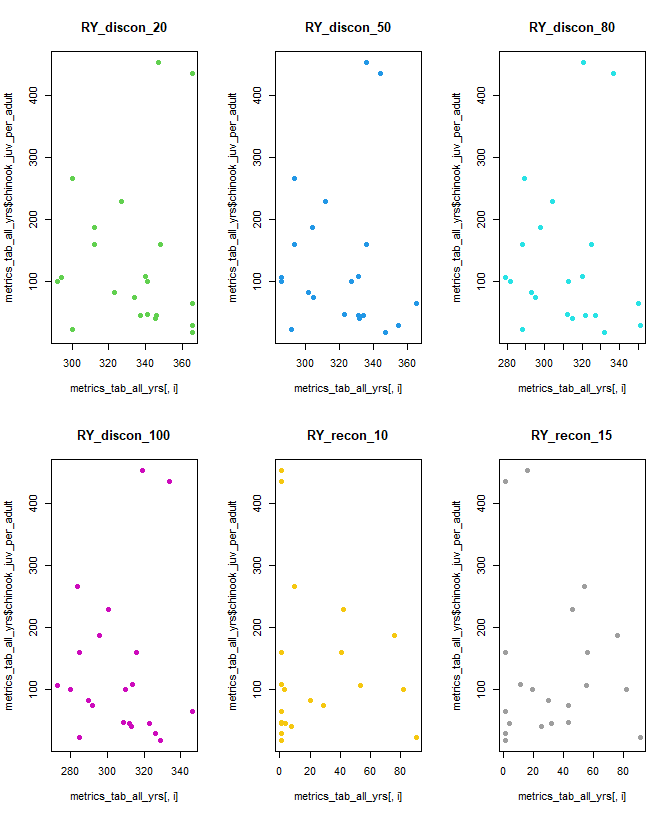 RY_discon_20
metrics_tab_all_yrs$chinook_juv_per_adult
100
200
300
400
300
320
340
360
metrics_tab_all_yrs[, i]
RY_discon_50
metrics_tab_all_yrs$chinook_juv_per_adult
100
200
300
400
300
320
340
360
metrics_tab_all_yrs[, i]
RY_discon_80
metrics_tab_all_yrs$chinook_juv_per_adult
100
200
300
400
280
300
320
340
metrics_tab_all_yrs[, i]
RY_discon_100
metrics_tab_all_yrs$chinook_juv_per_adult
100
200
300
400
280
300
320
340
metrics_tab_all_yrs[, i]
RY_recon_10
metrics_tab_all_yrs$chinook_juv_per_adult
100
200
300
400
0
20
40
60
80
metrics_tab_all_yrs[, i]
RY_recon_15
metrics_tab_all_yrs$chinook_juv_per_adult
100
200
300
400
0
20
40
60
80
metrics_tab_all_yrs[, i]